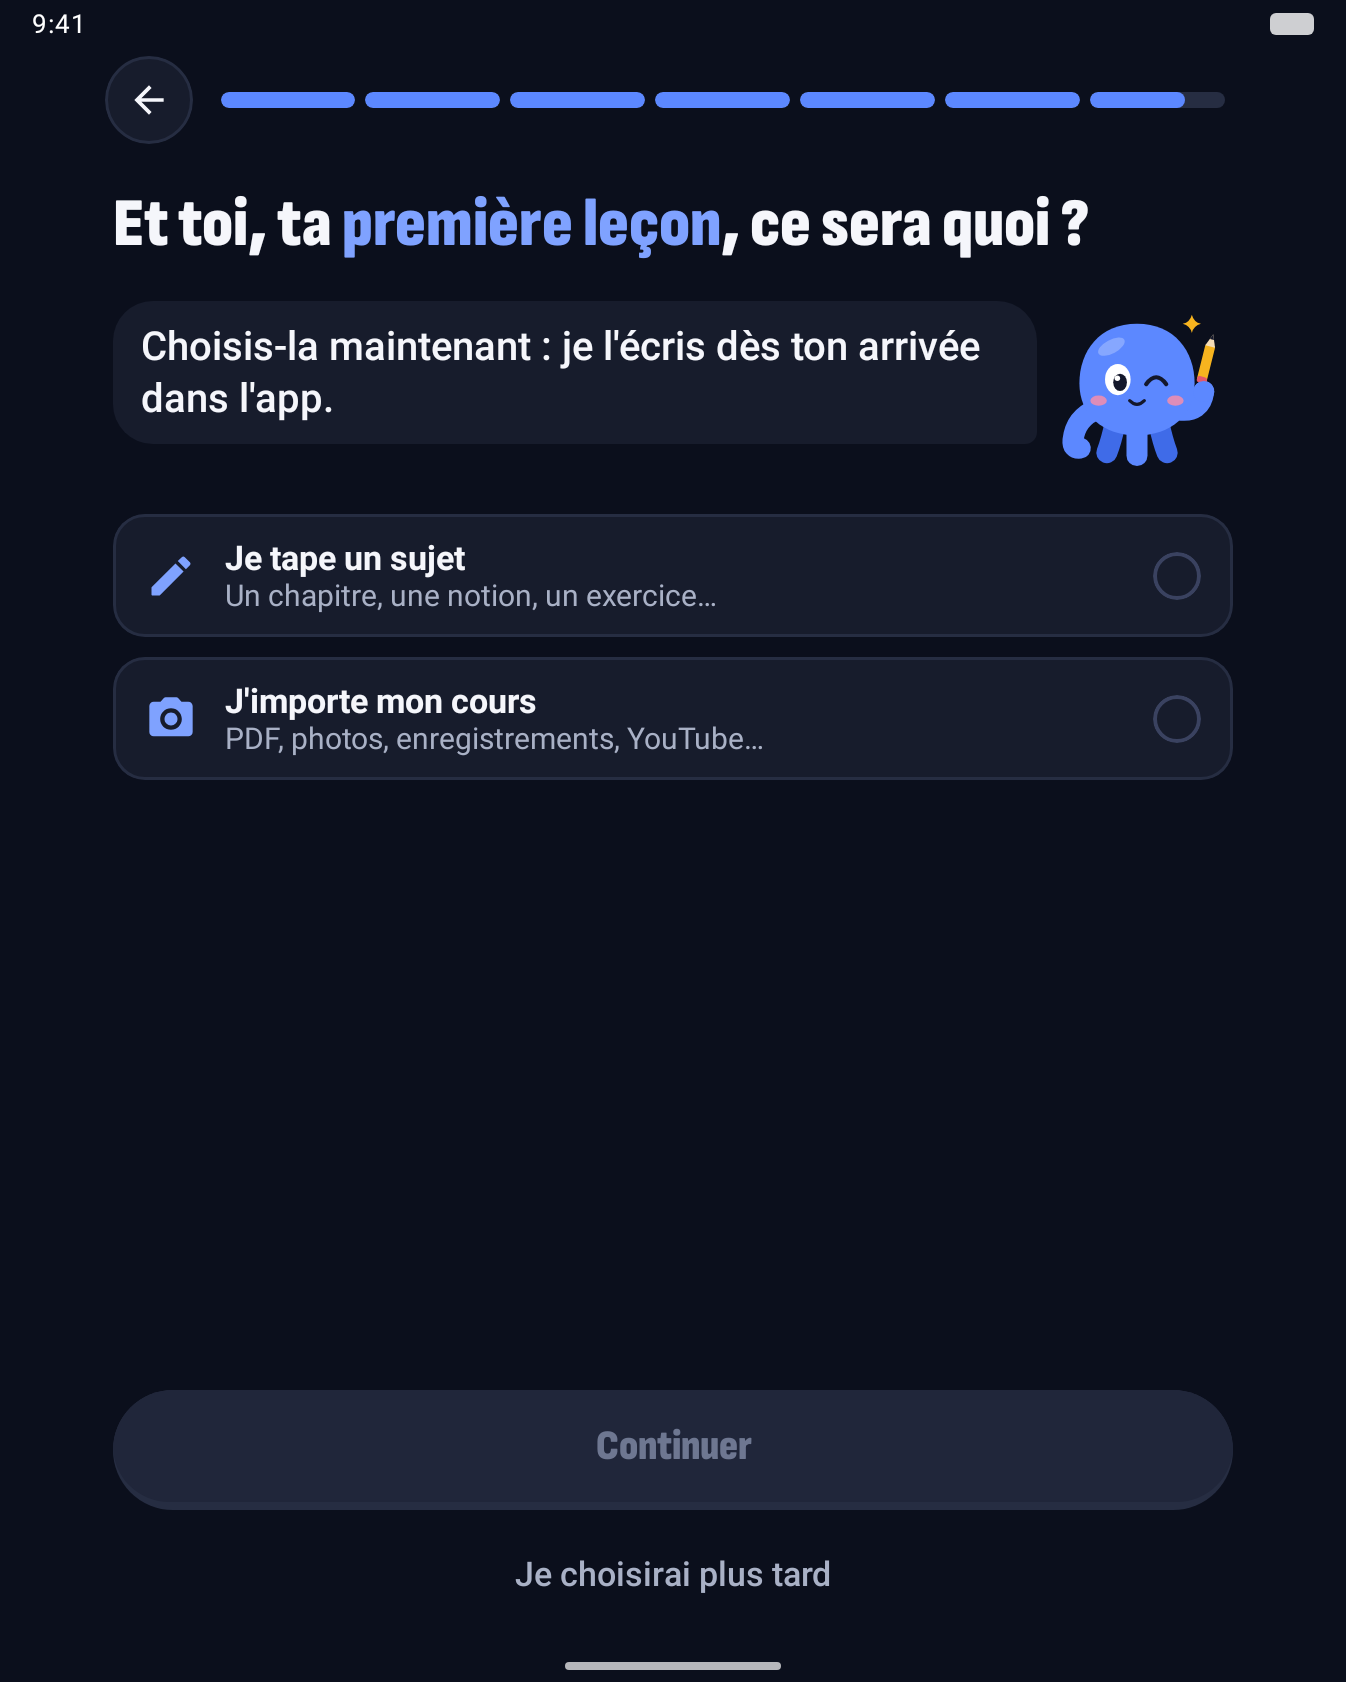 9:41
Et toi, ta première leçon, ce sera quoi ?
Choisis-la maintenant : je l'écris dès ton arrivée
dans l'app.
Je tape un sujet
Un chapitre, une notion, un exercice…
J'importe mon cours
PDF, photos, enregistrements, YouTube…
Continuer
Je choisirai plus tard